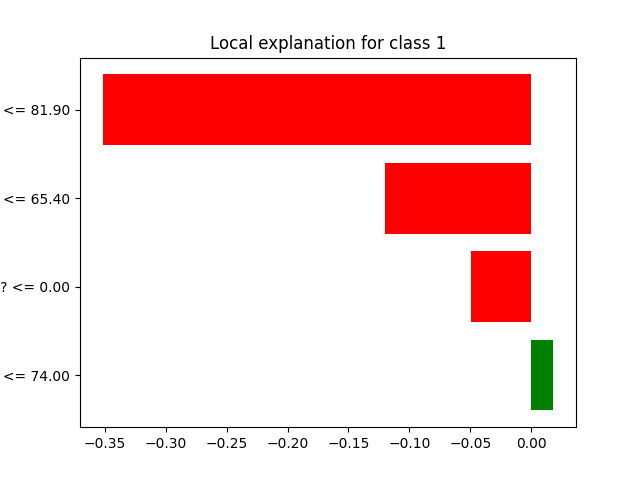 Local explanation for class 1
<= 81.90
<= 65.40
? <= 0.00
<= 74.00
−0.35 −0.30 −0.25 −0.20 −0.15 −0.10 −0.05 0.00